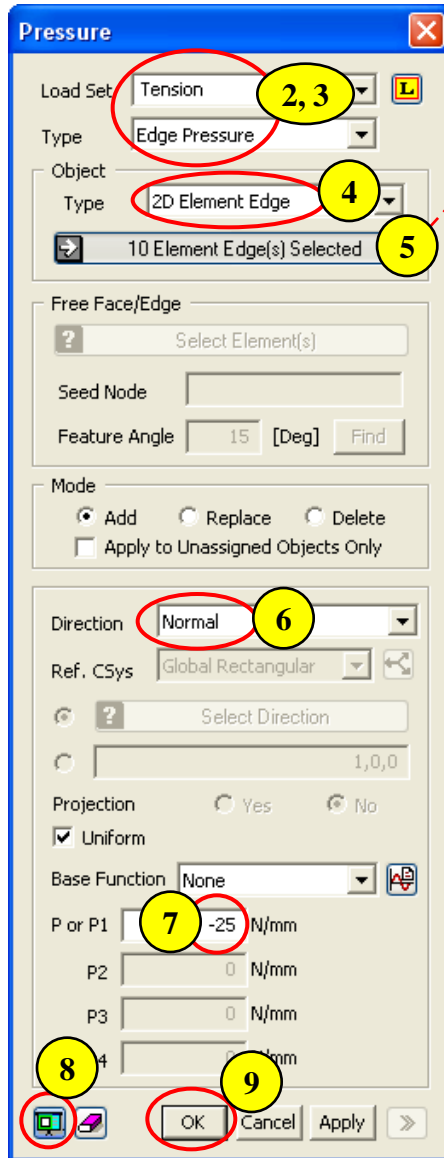 Pressure
Load Set Tension 2, 3 L
Type Edge Pressure
Object
Type 2D Element Edge 4
10 Element Edge(s) Selected 5
Free Face/Edge
? Select Element(s)
Seed Node
Feature Angle 15 [Deg] Find
Mode
Add Replace Delete
Apply to Unassigned Objects Only
Direction Normal 6
Ref. CSys Global Rectangular
? Select Direction
1,0,0
Projection Yes No
Uniform
Base Function None
P or P1 7 -25 N/mm
P2 0 N/mm
P3 0 N/mm
8 4 N/mm
9
OK Cancel Apply